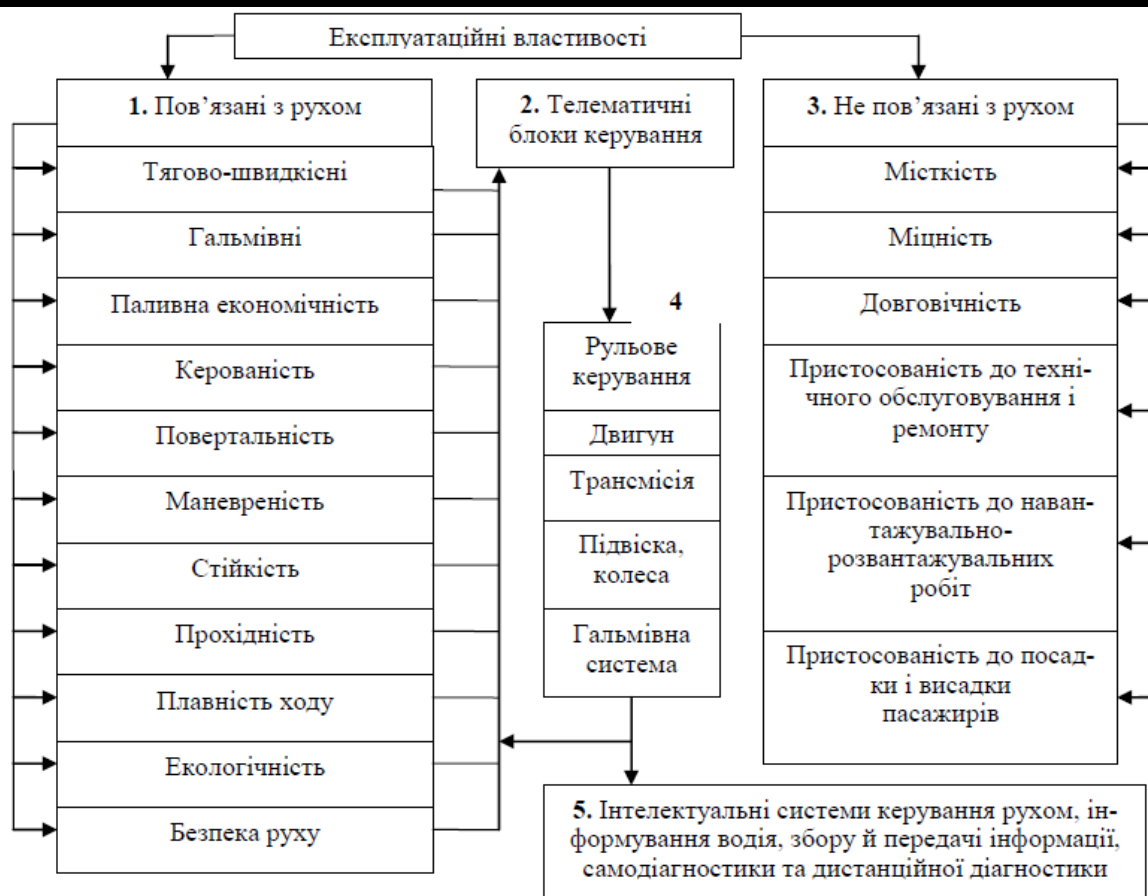 Експлуатаційні властивості
1. Пов’язані з рухом
Тягово-швидкісні
Гальмівні
Паливна економічність
Керованість
Повертальність
Маневреність
Стійкість
Прохідність
Плавність ходу
Екологічність
Безпека руху
2. Телематичні
блоки керування
4
Рульове
керування
Двигун
Трансмісія
Підвіска,
колеса
Гальмівна
система
3. Не пов’язані з рухом
Місткість
Міцність
Довговічність
Пристосованість до техні-
чного обслуговування і
ремонту
Пристосованість до наван-
тажувально-
розвантажувальних
робіт
Пристосованість до посад-
ки і висадки
пасажирів
5. Інтелектуальні системи керування рухом, ін-
формування водія, збору й передачі інформації,
самодіагностики та дистанційної діагностики